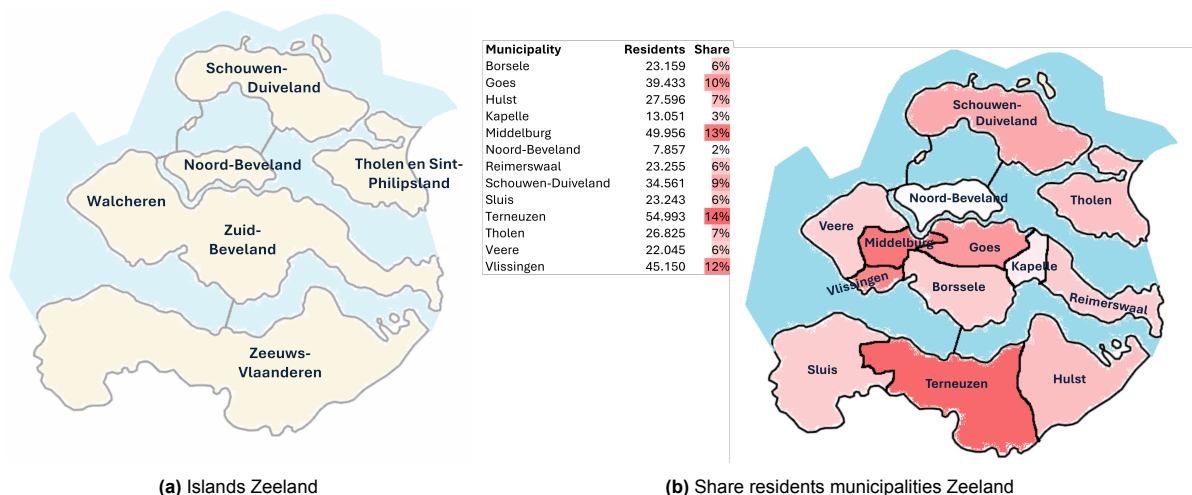 Schouwen-
Duiveland
Noord-Beveland
Tholen en Sint-
Philipsland
Walcheren
Zuid-
Beveland
Zeeuws-
Vlaanderen
(a) Islands Zeeland
Municipality Residents Share
Borsele 23.159 6%
Goes 39.433 10%
Hulst 27.596 7%
Kapelle 13.051 3%
Middelburg 49.956 13%
Noord-Beveland 7.857 2%
Reimerswaal 23.255 6%
Schouwen-Duiveland 34.561 9%
Sluis 23.243 6%
Terneuzen 54.993 14%
Tholen 26.825 7%
Veere 22.045 6%
Vlissingen 45.150 12%
Schouwen-
Duiveland
Noord-Beveland
Tholen
Veere
Middelburg
Goes
Kapelle
Vlissingen
Borssele
Reimerswaal
Sluis
Terneuzen
Hulst
(b) Share residents municipalities Zeeland